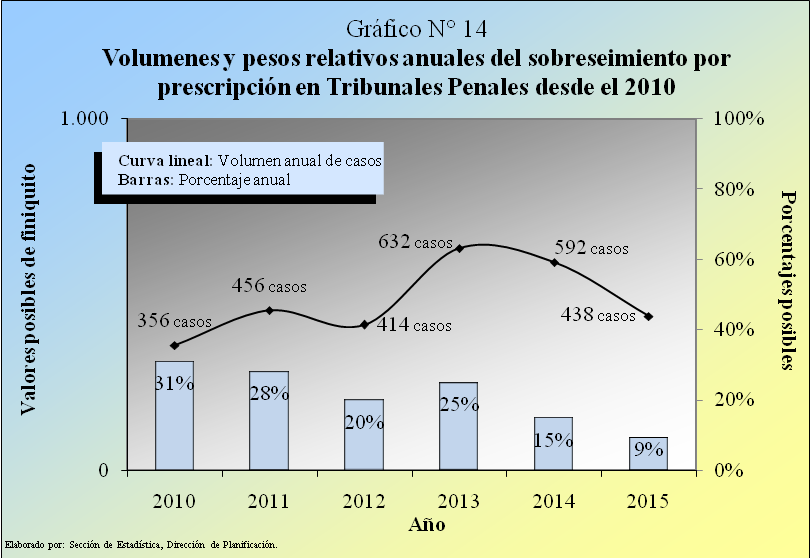 Gráfico N° 14
Volumenes y pesos relativos anuales del sobreseimiento por
prescripción en Tribunales Penales desde el 2010
1.000
100%
Curva lineal: Volumen anual de casos
Barras: Porcentaje anual
80%
632 casos
592 casos
60%
456 casos
356 casos
414 casos
438 casos
40%
31%
28%
20%
25%
15%
9%
20%
0
0%
2010
2011
2012
2013
2014
2015
Año
Valores posibles de finiquito
Porcentajes posibles
Elaborado por: Sección de Estadística, Dirección de Planificación.